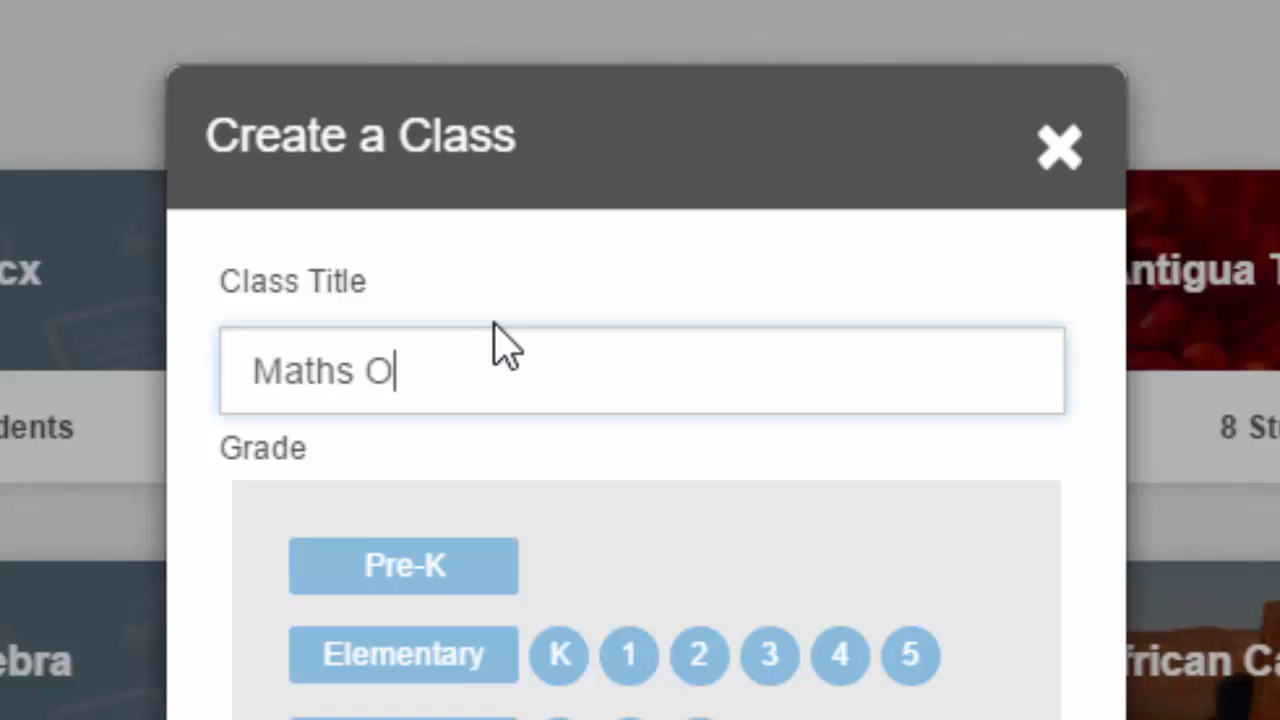 Create a Class
cx
Antigua T
Class Title
Maths O
dents
8 St
Grade
Pre-K
Elementary K 1 2 3 4 5
ebra
frican Ca